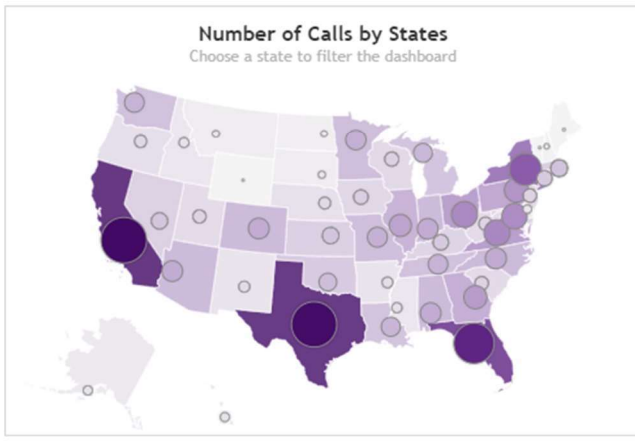 Number of Calls by States
Choose a state to filter the dashboard